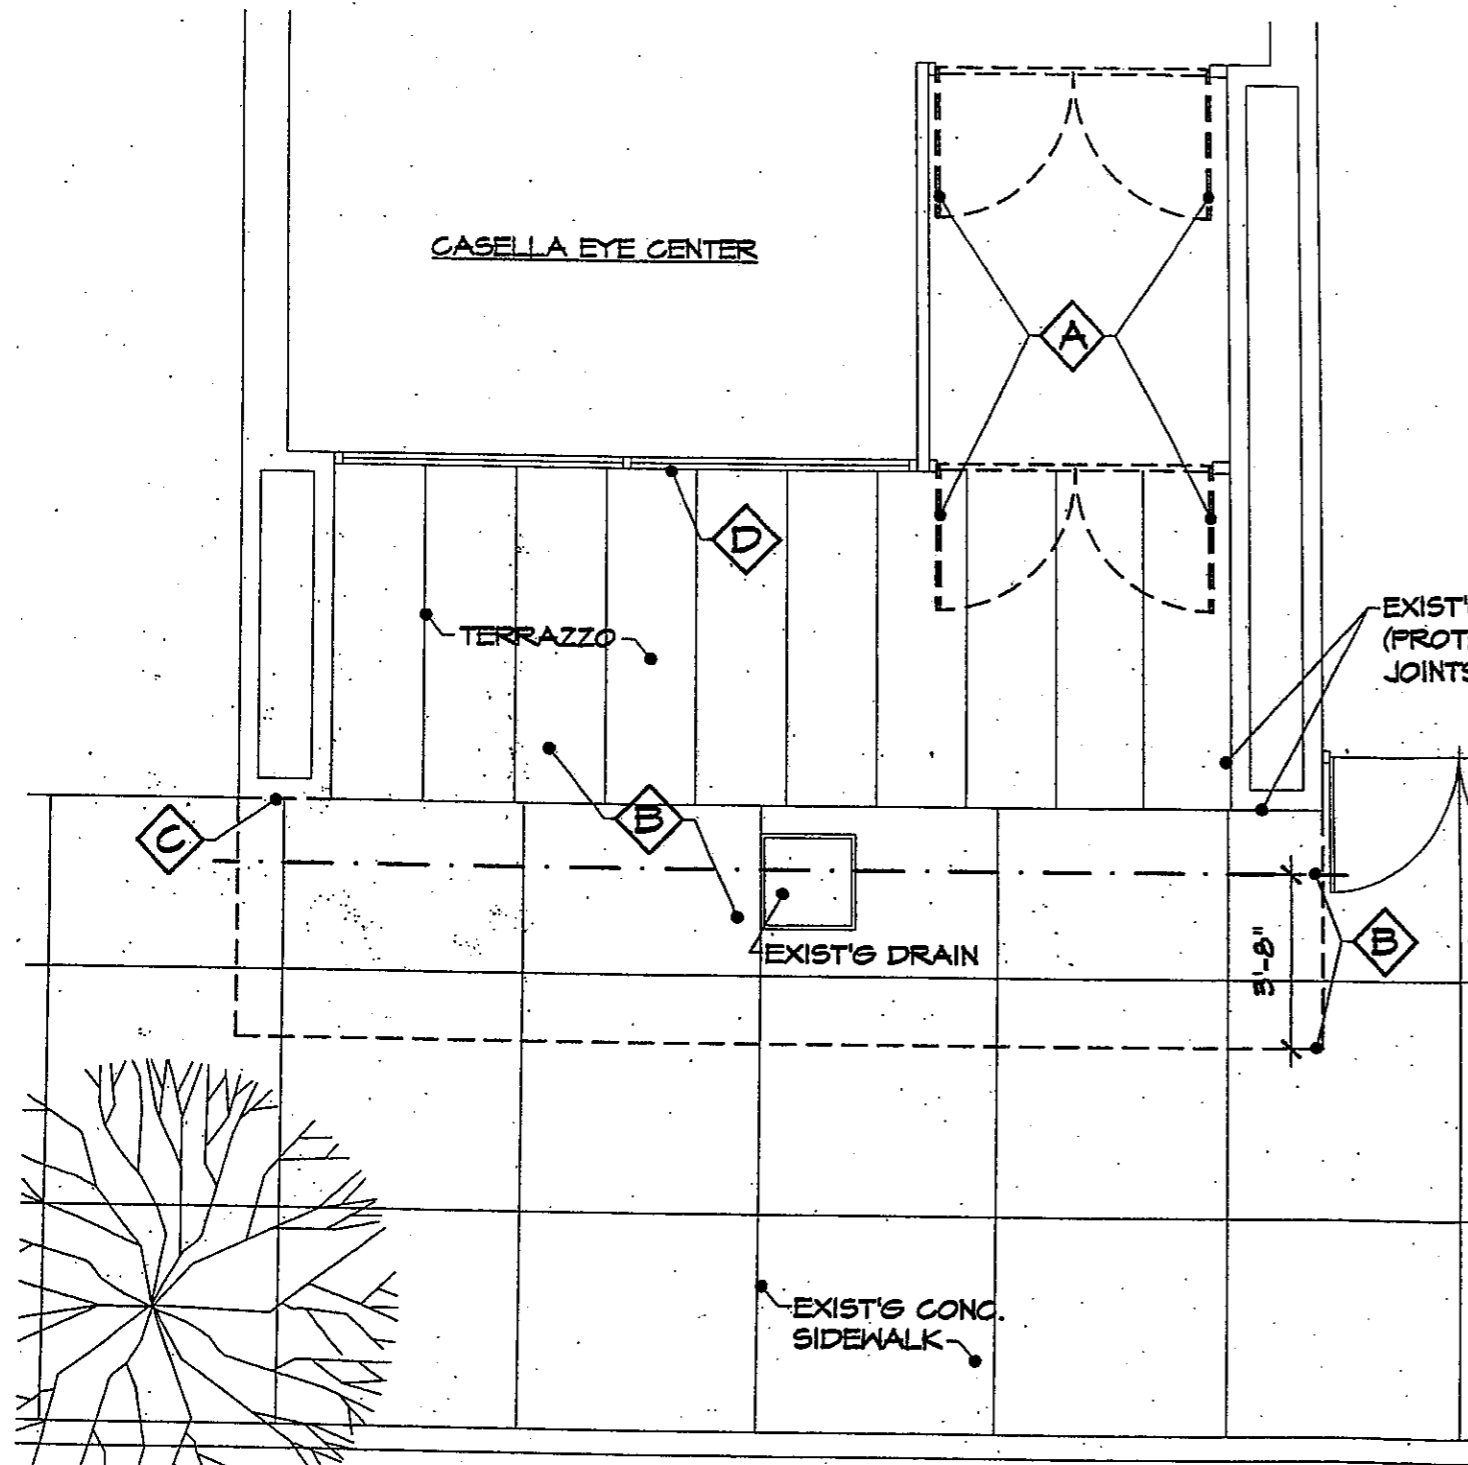 CASELLA EYE CENTER
A
D
EXIST'
(PROT.
JOINTS
TERRAZZO
B
C
EXIST'G DRAIN
3'-8"
B
EXIST'G CONC.
SIDEWALK